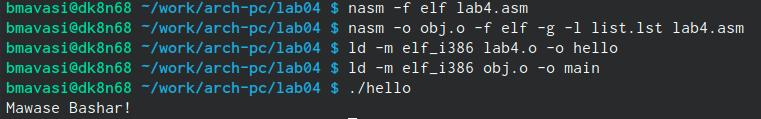 bmavasi@dk8n68 ~/work/arch-pc/lab04 $ nasm -f elf lab4.asm
bmavasi@dk8n68 ~/work/arch-pc/lab04 $ nasm -o obj.o -f elf -g -l list.lst lab4.asm
bmavasi@dk8n68 ~/work/arch-pc/lab04 $ ld -m elf_i386 lab4.o -o hello
bmavasi@dk8n68 ~/work/arch-pc/lab04 $ ld -m elf_i386 obj.o -o main
bmavasi@dk8n68 ~/work/arch-pc/lab04 $ ./hello
Mawase Bashar!